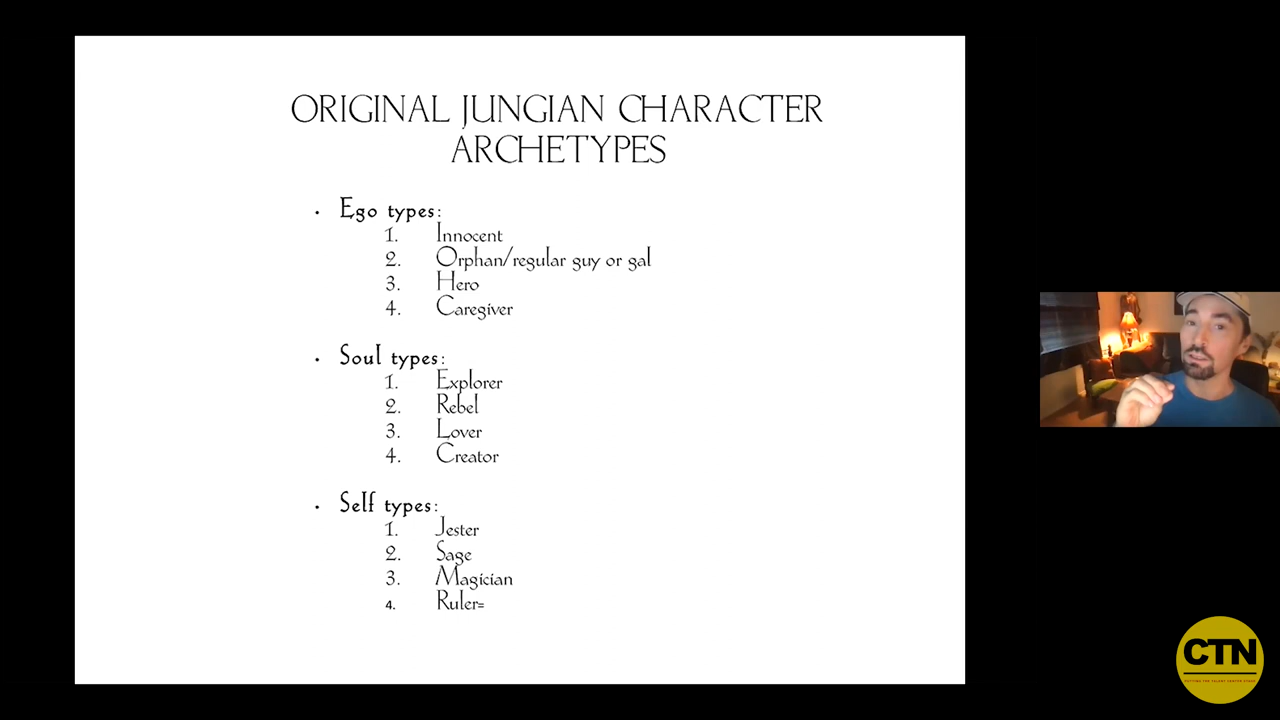 ORIGINAL JUNGIAN CHARACTER
ARCHETYPES
• Ego types:
1. Innocent
2. Orphan/regular guy or gal
3. Hero
4. Caregiver
• Soul types:
1. Explorer
2. Rebel
3. Lover
4. Creator
• Self types:
1. Jester
2. Sage
3. Magician
4. Ruler=
CTN